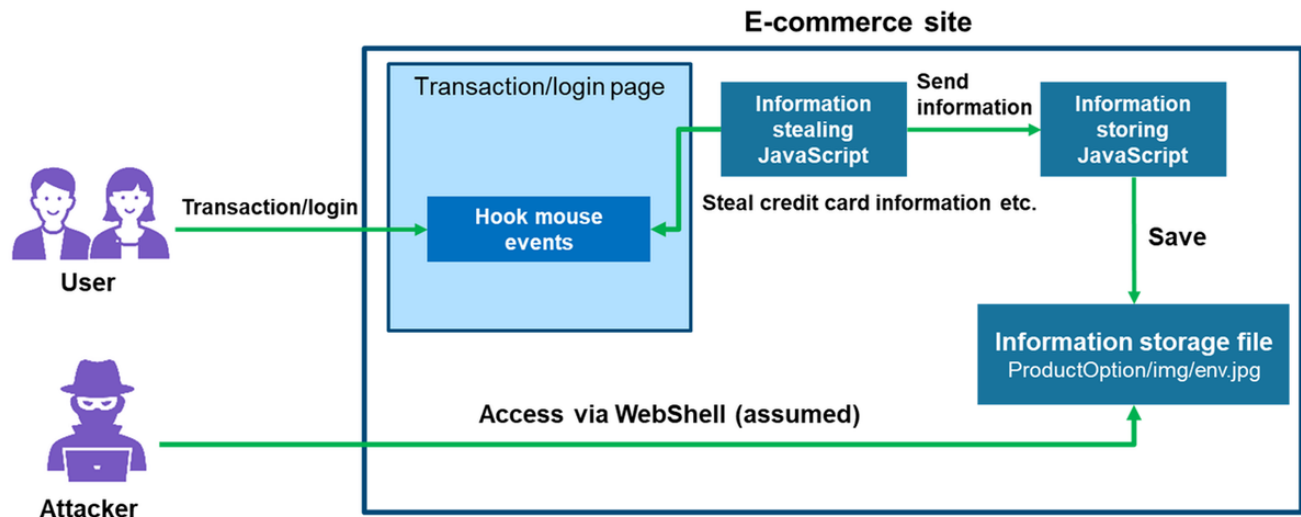 E-commerce site
Transaction/login page
Information
stealing
JavaScript
Send
information
Information
storing
JavaScript
Transaction/login
Hook mouse
events
Steal credit card information etc.
Save
User
Information storage file
ProductOption/img/env.jpg
Access via WebShell (assumed)
Attacker